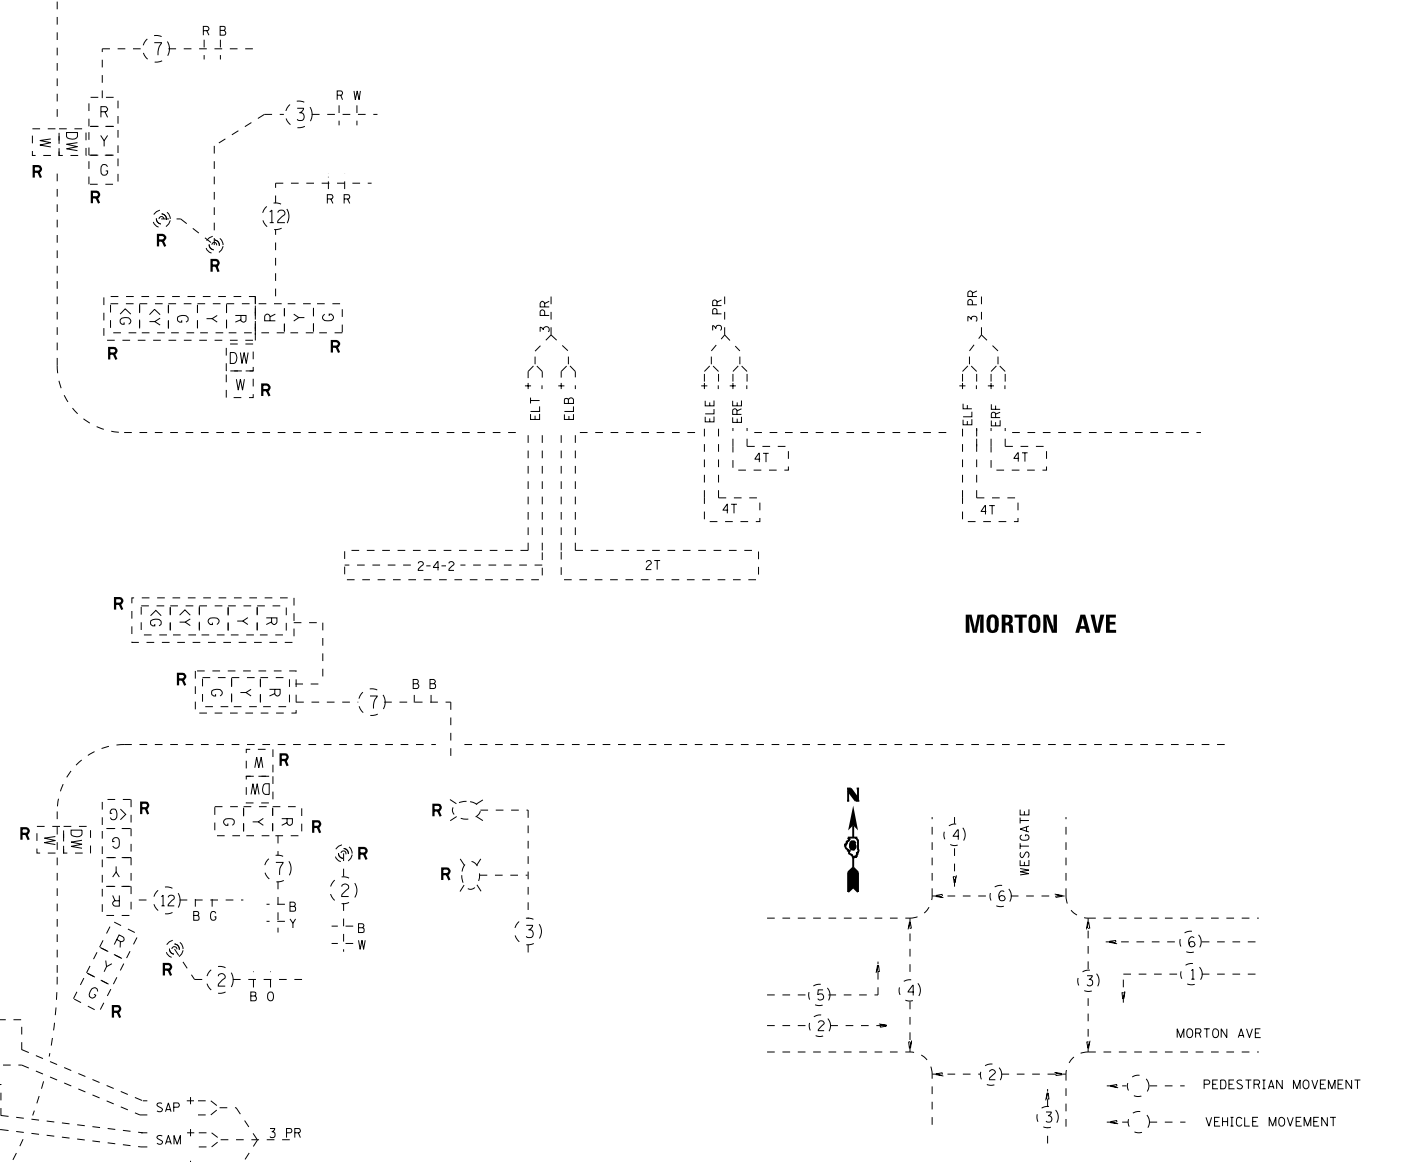 R B
7
R W
3
R
Y
G
W DW
R
R
R R
12
R
R
<G <Y G Y R R Y G
R
R
DW
W
R
3 PR
3 PR
3 PR
+ +
+ +
+ +
ELT ELB
ELE ERE
ELF ERF
4T
4T
4T
4T
2-4-2
2T
R
<G <Y G Y R
MORTON AVE
R
G Y R
B B
7
W
R
DW
R
<G
G
Y
R
G Y R
R
R
W DW
R
R
R
7
2
12
B G
B
Y
B
W
3
R
Y
G
R
R
2
B O
N
WESTGATE
4
6
6
1
5
4
3
2
MORTON AVE
2
3
PEDESTRIAN MOVEMENT
VEHICLE MOVEMENT
SAP +
SAM +
3 PR